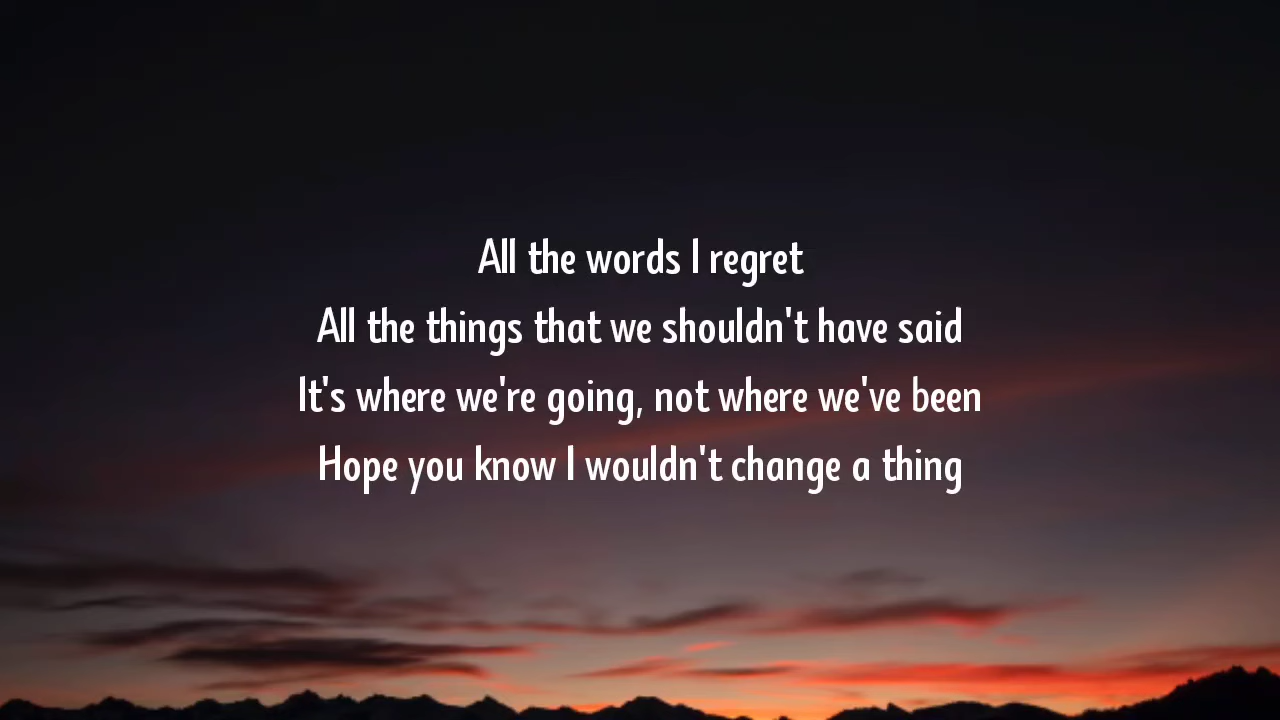 All the words I regret
All the things that we shouldn't have said
It's where we're going, not where we've been
Hope you know I wouldn't change a thing